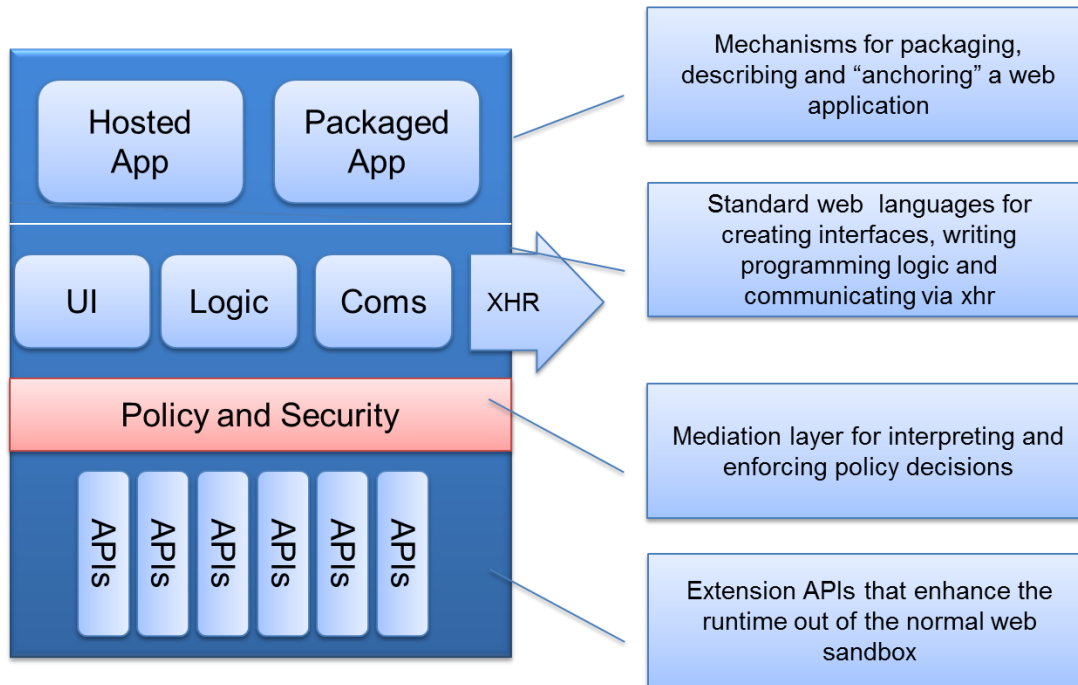 Hosted
App
Packaged
App
UI
Logic
Coms
XHR
Policy and Security
APIs
APIs
APIs
APIs
APIs
APIs
Mechanisms for packaging,
describing and “anchoring” a web
application
Standard web languages for
creating interfaces, writing
programming logic and
communicating via xhr
Mediation layer for interpreting and
enforcing policy decisions
Extension APIs that enhance the
runtime out of the normal web
sandbox